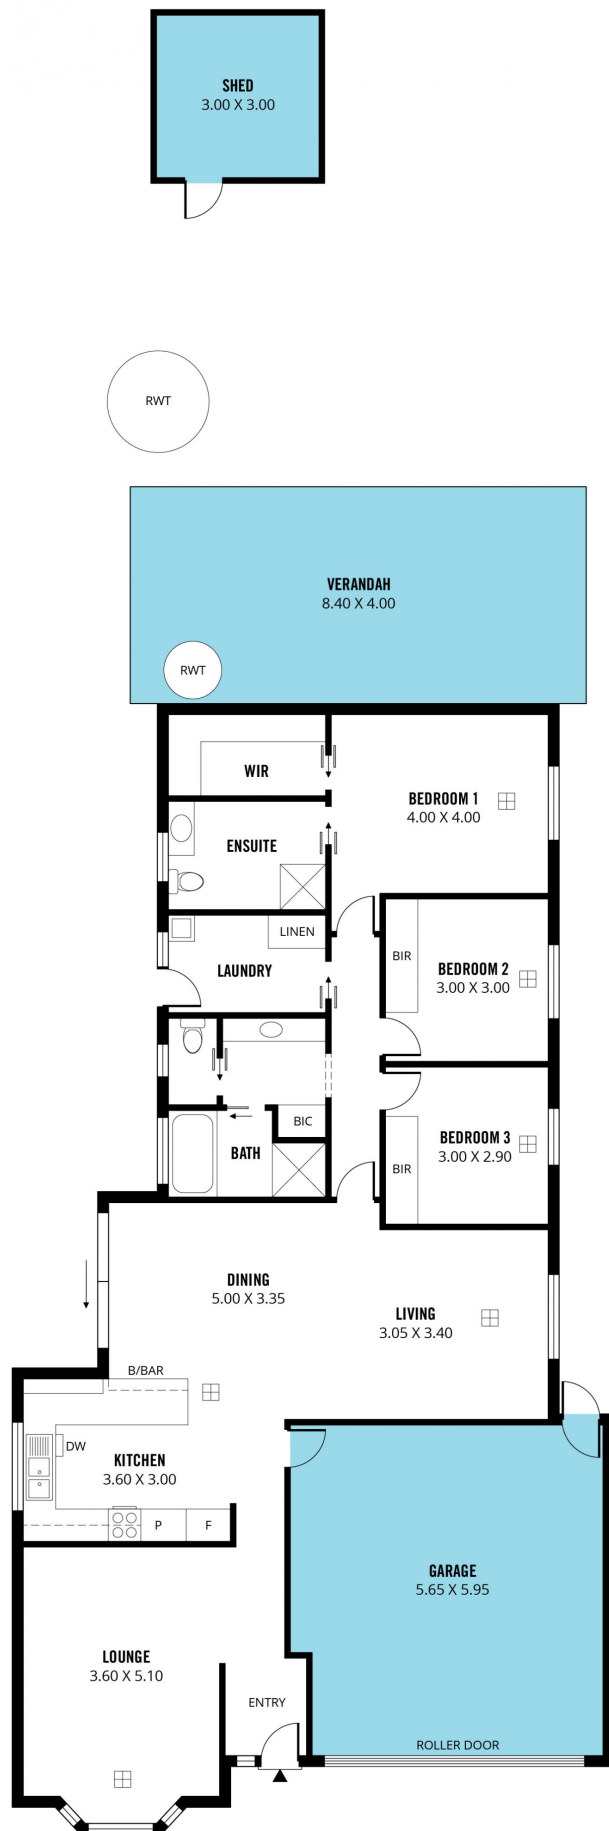 SHED
3.00 X 3.00
RWT
VERANDAH
8.40 X 4.00
RWT
WIR
BEDROOM 1
4.00 X 4.00
ENSUITE
LINEN
LAUNDRY
BIR
BEDROOM 2
3.00 X 3.00
BIC
BATH
BEDROOM 3
3.00 X 2.90
BIR
DINING
5.00 X 3.35
LIVING
3.05 X 3.40
B/BAR
DW
KITCHEN
3.60 X 3.00
P
F
GARAGE
5.65 X 5.95
LOUNGE
3.60 X 5.10
ENTRY
ROLLER DOOR